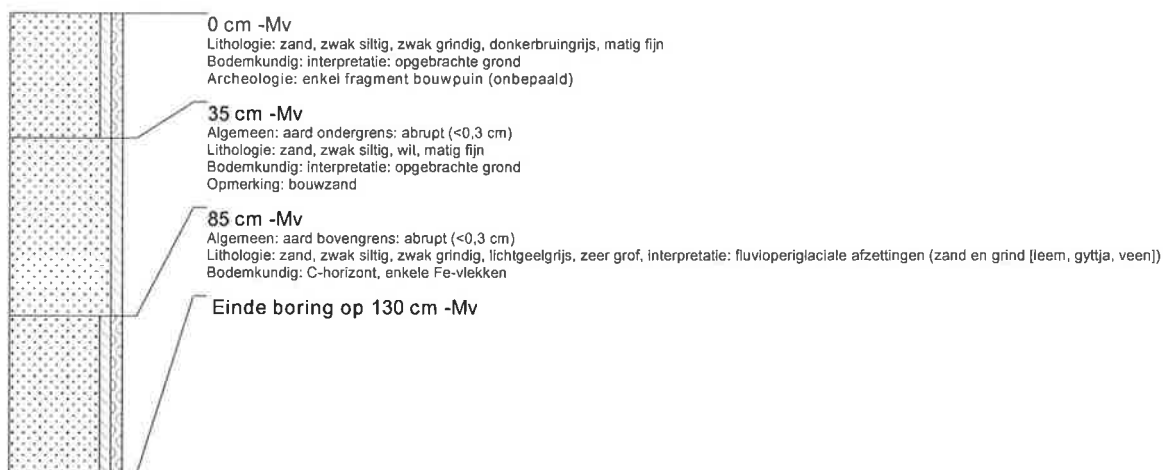 0 cm -Mv
Lithologie: zand, zwak siltig, zwak grindig, donkerbruingrijs, matig fijn
Bodemkundig: interpretatie: opgebrachte grond
Archeologie: enkel fragment bouwpuin (onbepaald)
35 cm -Mv
Algemeen: aard ondergrens: abrupt (<0,3 cm)
Lithologie: zand, zwak siltig, wit, matig fijn
Bodemkundig: interpretatie: opgebrachte grond
Opmerking: bouwzand
85 cm -Mv
Algemeen: aard bovengrens: abrupt (<0,3 cm)
Lithologie: zand, zwak siltig, zwak grindig, lichtgeelgrijs, zeer grof, interpretatie: fluvioperiglaciale afzettingen (zand en grind [leem, gyttja, veen])
Bodemkundig: C-horizont, enkele Fe-vlekken
Einde boring op 130 cm -Mv